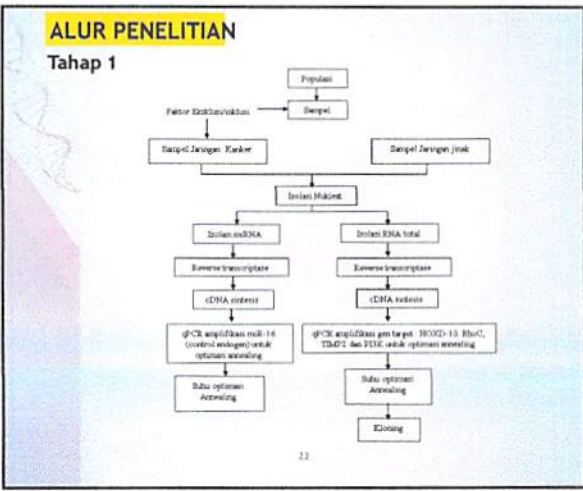 ALUR PENELITIAN
Tahap 1
Populasi
Faktor Eksklusi/inklusi
Sampel
Sampel Jaringan Kanker
Sampel Jaringan jinak
Isolasi Nukleat
Isolasi miRNA
Isolasi RNA total
Reverse transcriptase
Reverse transcriptase
cDNA sintesis
cDNA sintesis
qPCR amplifikasi miR-16
(control endogen) untuk
optimasi annealing
qPCR amplifikasi gen target : HOXD-10, RhoC,
TIMP2 dan PI3K untuk optimasi annealing
Suhu optimasi
Annealing
Suhu optimasi
Annealing
Kloning
22